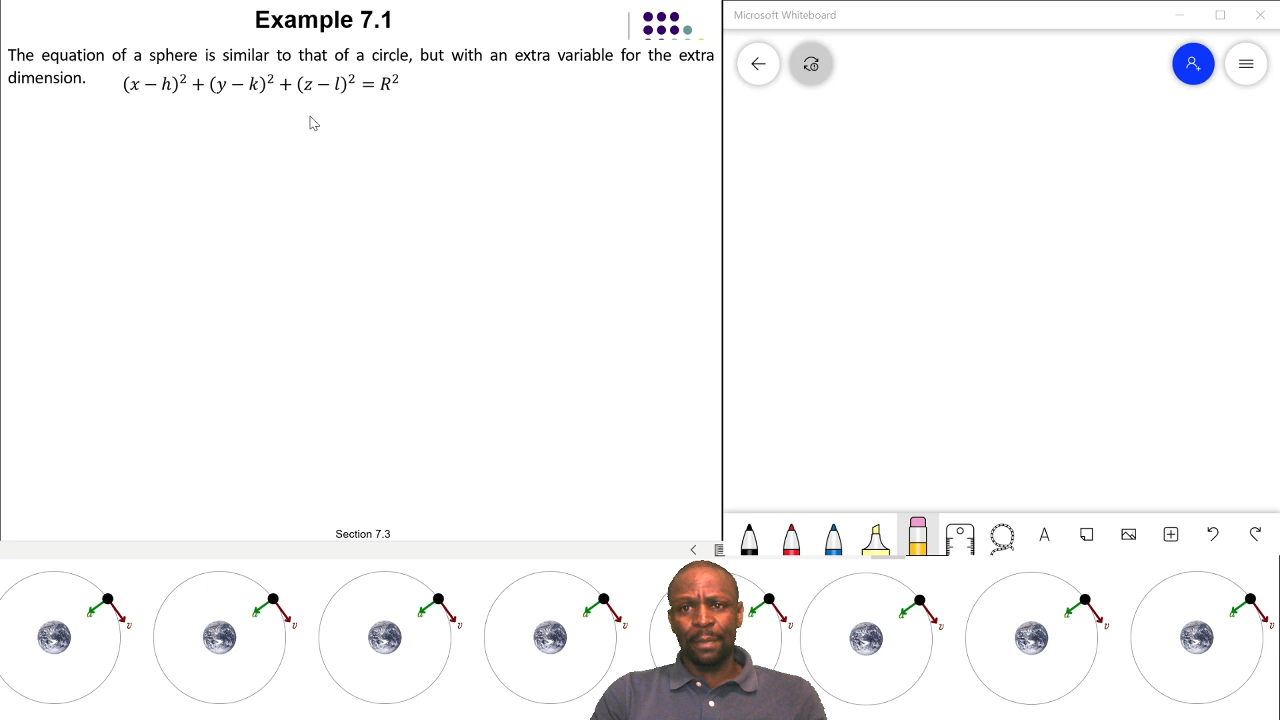 Example 7.1
The equation of a sphere is similar to that of a circle, but with an extra variable for the extra
dimension. (x − h)² + (y − k)² + (z − l)² = R²
Section 7.3
Microsoft Whiteboard
A
a v a v a v a v a v a v a v a v